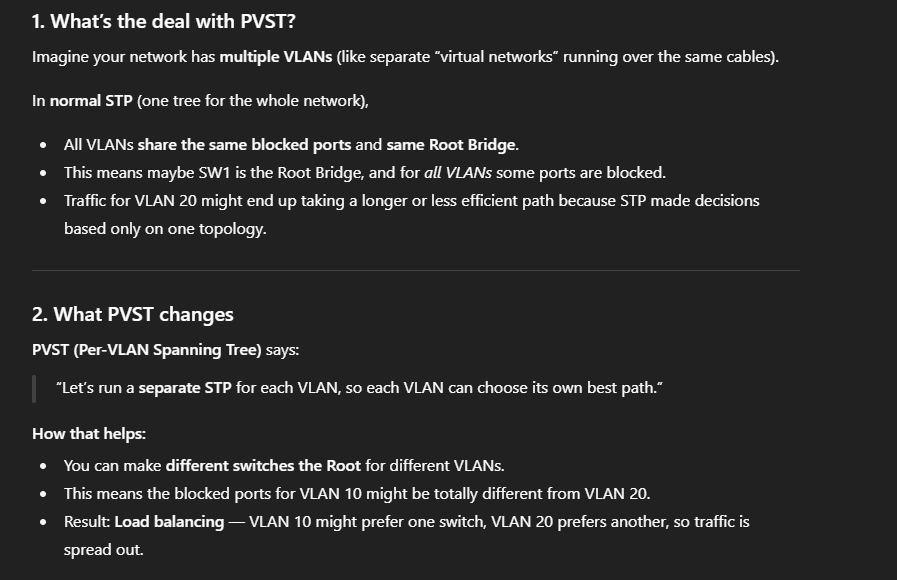 1. What's the deal with PVST?
Imagine your network has multiple VLANs (like separate "virtual networks" running over the same cables).
In normal STP (one tree for the whole network),
• All VLANs share the same blocked ports and same Root Bridge.
• This means maybe SW1 is the Root Bridge, and for all VLANs some ports are blocked.
• Traffic for VLAN 20 might end up taking a longer or less efficient path because STP made decisions
based only on one topology.
2. What PVST changes
PVST (Per-VLAN Spanning Tree) says:
"Let's run a separate STP for each VLAN, so each VLAN can choose its own best path."
How that helps:
• You can make different switches the Root for different VLANs.
• This means the blocked ports for VLAN 10 might be totally different from VLAN 20.
• Result: Load balancing — VLAN 10 might prefer one switch, VLAN 20 prefers another, so traffic is
spread out.